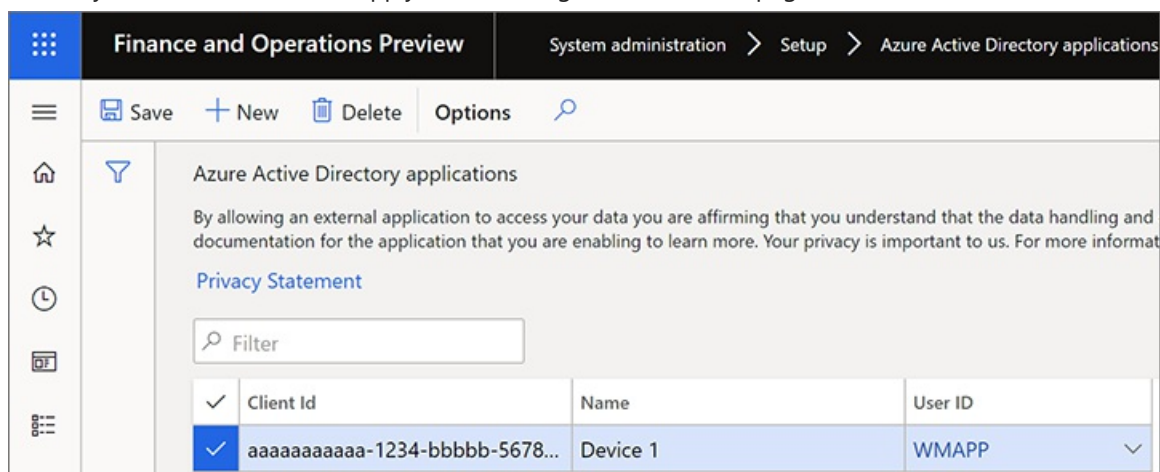 Finance and Operations Preview
System administration > Setup > Azure Active Directory applications
Save + New Delete Options
Azure Active Directory applications
By allowing an external application to access your data you are affirming that you understand that the data handling and
documentation for the application that you are enabling to learn more. Your privacy is important to us. For more informat
Privacy Statement
Filter
Client Id Name User ID
aaaaaaaaaaa-1234-bbbbb-5678... Device 1 WMAPP